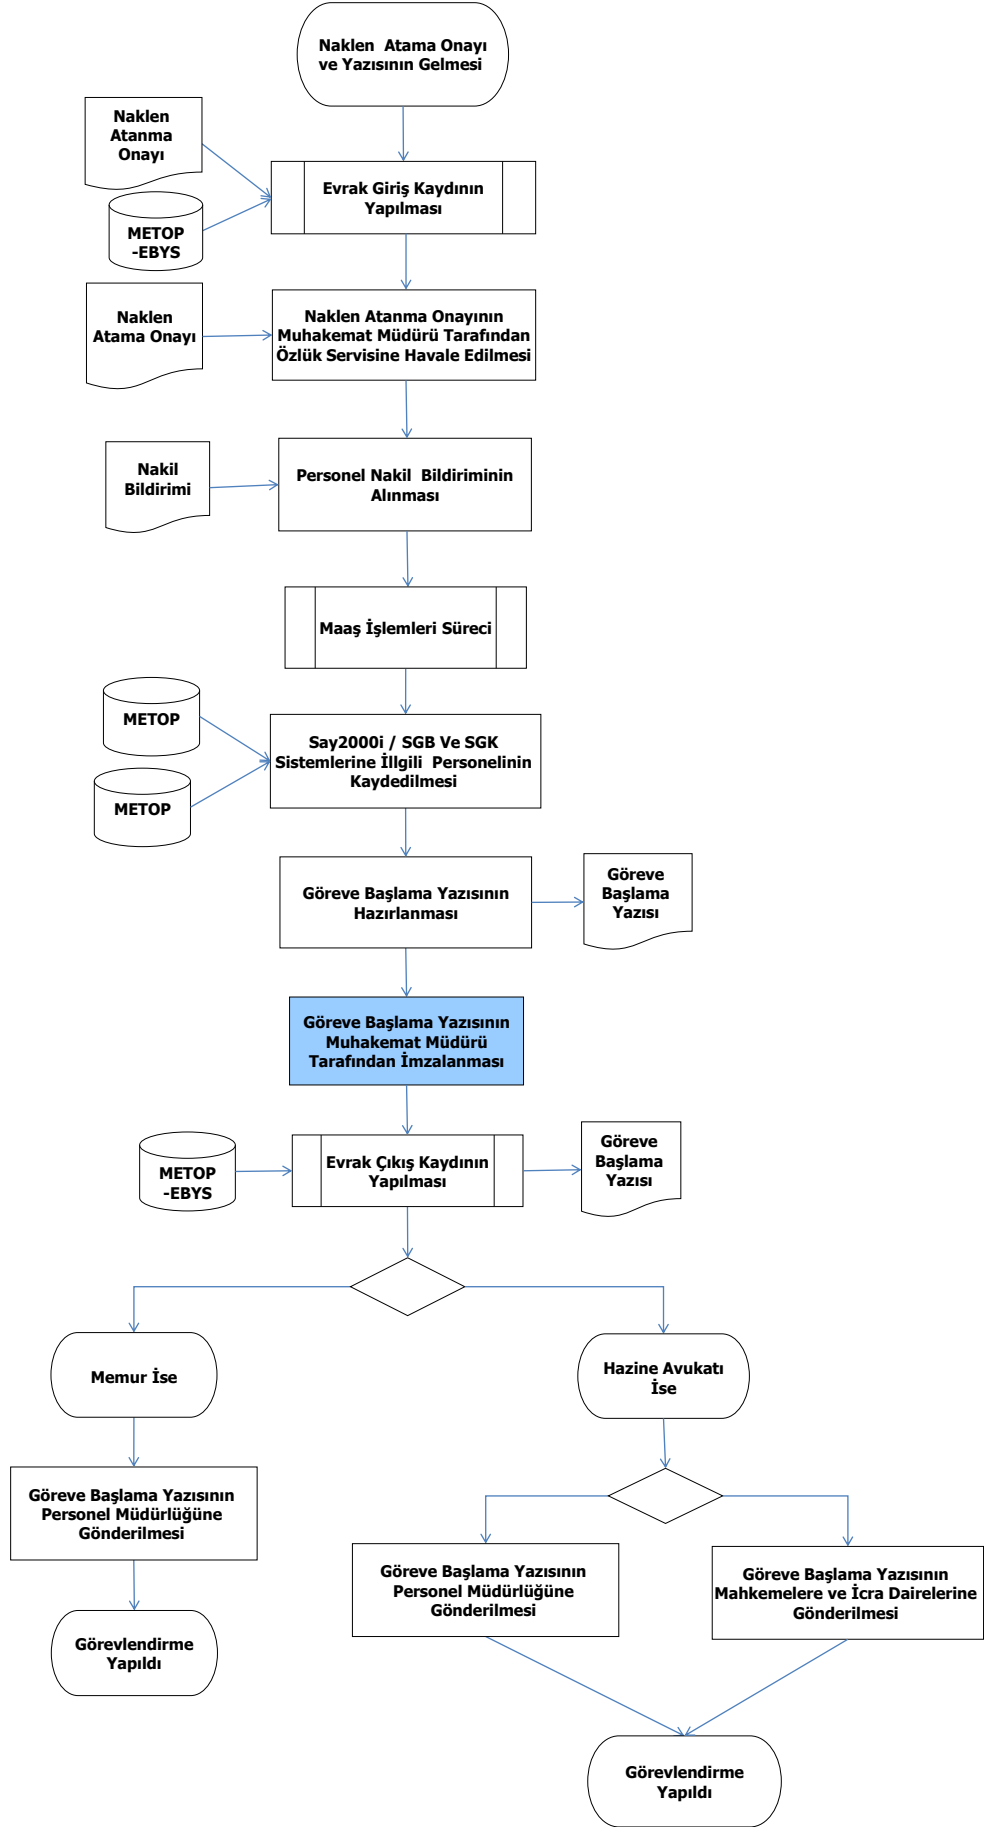 Naklen Atama Onayı
ve Yazısının Gelmesi
Naklen
Atanma
Onayı
Evrak Giriş Kaydının
Yapılması
METOP
-EBYS
Naklen
Atama Onayı
Naklen Atanma Onayının
Muhakemat Müdürü Tarafından
Özlük Servisine Havale Edilmesi
Nakil
Bildirimi
Personel Nakil Bildiriminin
Alınması
Maaş İşlemleri Süreci
METOP
METOP
Say2000i / SGB Ve SGK
Sistemlerine İllgili Personelinin
Kaydedilmesi
Göreve Başlama Yazısının
Hazırlanması
Göreve
Başlama
Yazısı
Göreve Başlama Yazısının
Muhakemat Müdürü
Tarafından İmzalanması
METOP
-EBYS
Evrak Çıkış Kaydının
Yapılması
Göreve
Başlama
Yazısı
Memur İse
Hazine Avukatı
İse
Göreve Başlama Yazısının
Personel Müdürlüğüne
Gönderilmesi
Göreve Başlama Yazısının
Personel Müdürlüğüne
Gönderilmesi
Göreve Başlama Yazısının
Mahkemelere ve İcra Dairelerine
Gönderilmesi
Görevlendirme
Yapıldı
Görevlendirme
Yapıldı